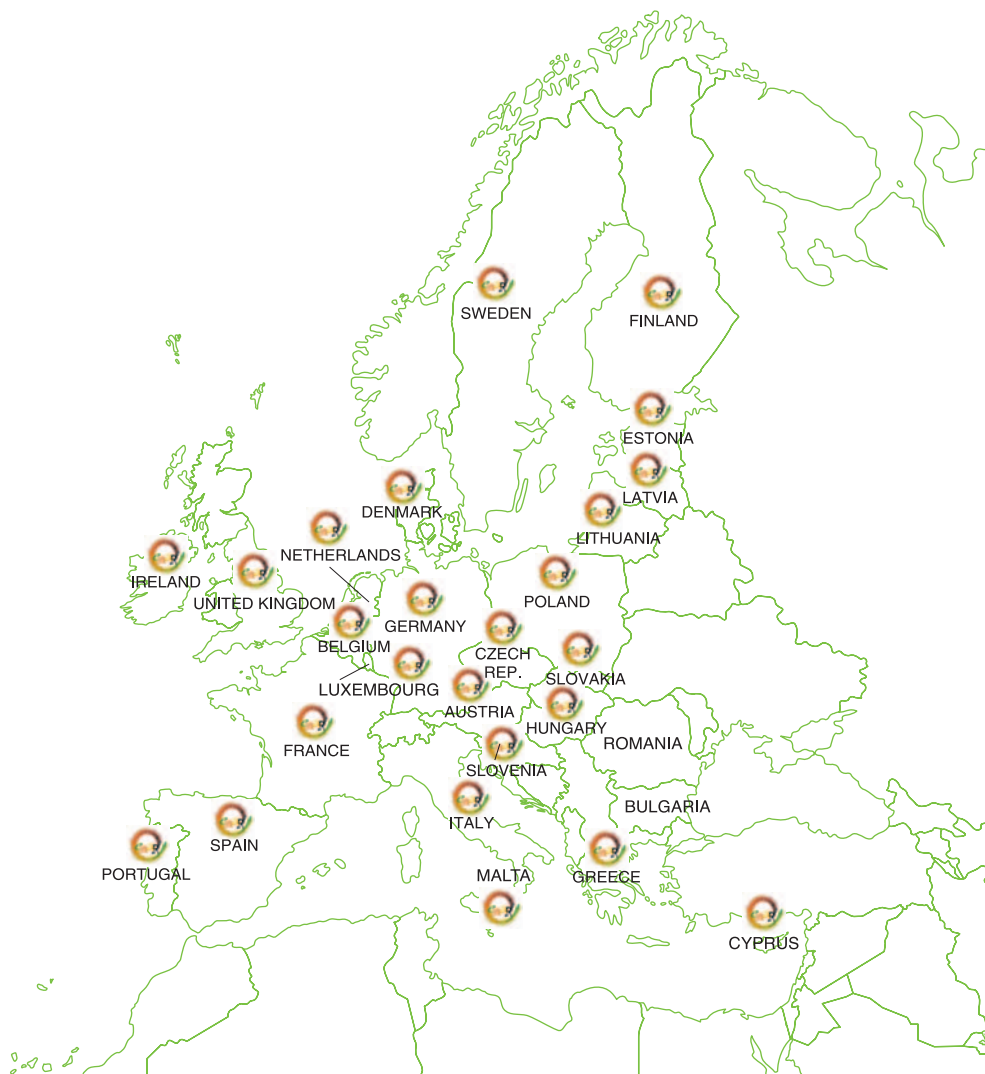 SWEDEN
FINLAND
ESTONIA
LATVIA
DENMARK
LITHUANIA
NETHERLANDS
IRELAND
UNITED KINGDOM
POLAND
GERMANY
BELGIUM
CZECH
REP.
SLOVAKIA
LUXEMBOURG
AUSTRIA
HUNGARY
FRANCE
ROMANIA
SLOVENIA
BULGARIA
ITALY
SPAIN
PORTUGAL
MALTA
GREECE
CYPRUS